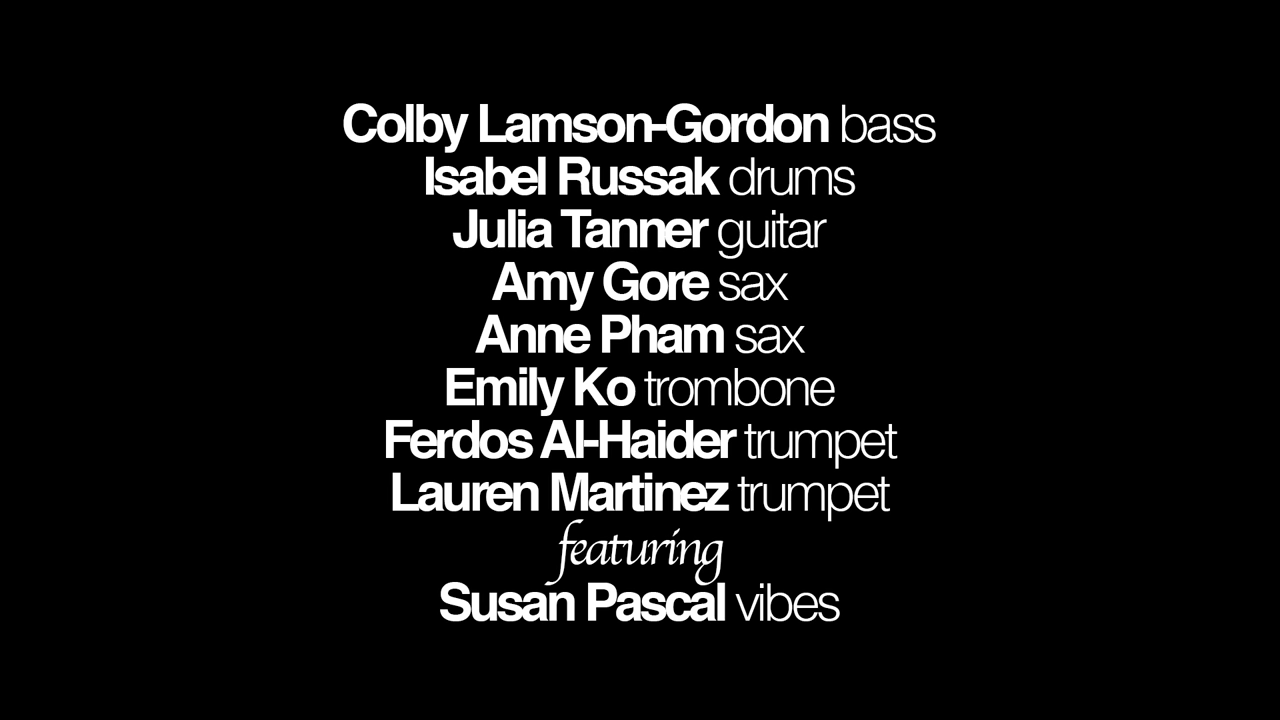 Colby Lamson-Gordon bass
Isabel Russak drums
Julia Tanner guitar
Amy Gore sax
Anne Pham sax
Emily Ko trombone
Ferdos Al-Haider trumpet
Lauren Martinez trumpet
featuring
Susan Pascal vibes